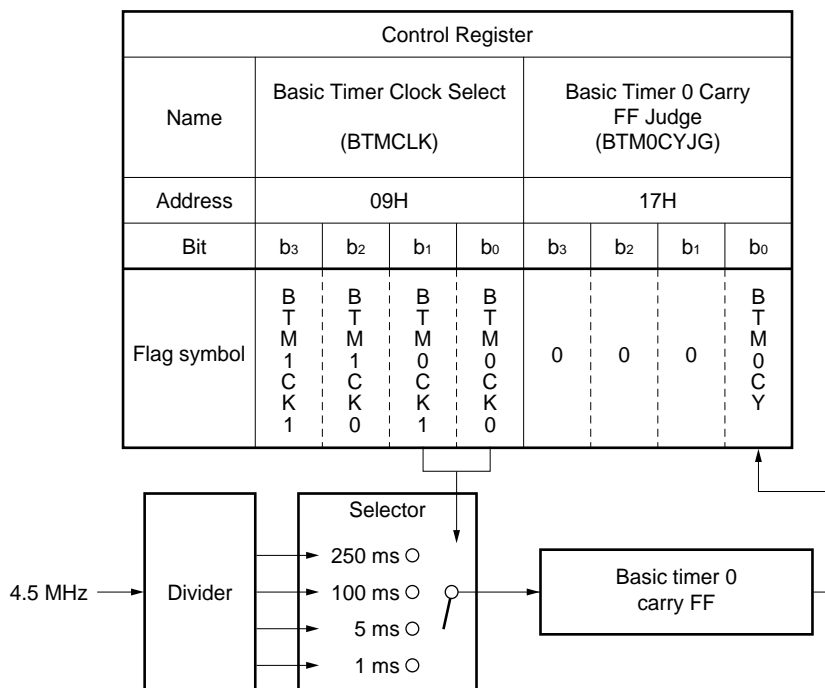 Control Register
Name
Basic Timer Clock Select
(BTMCLK)
Basic Timer 0 Carry
FF Judge
(BTM0CYJG)
Address
09H
17H
Bit
b3
b2
b1
b0
b3
b2
b1
b0
Flag symbol
BTM1CK1
BTM1CK0
BTM0CK1
BTM0CK0
0
0
0
BTM0CY
4.5 MHz
Divider
Selector
250 ms
100 ms
5 ms
1 ms
Basic timer 0
carry FF